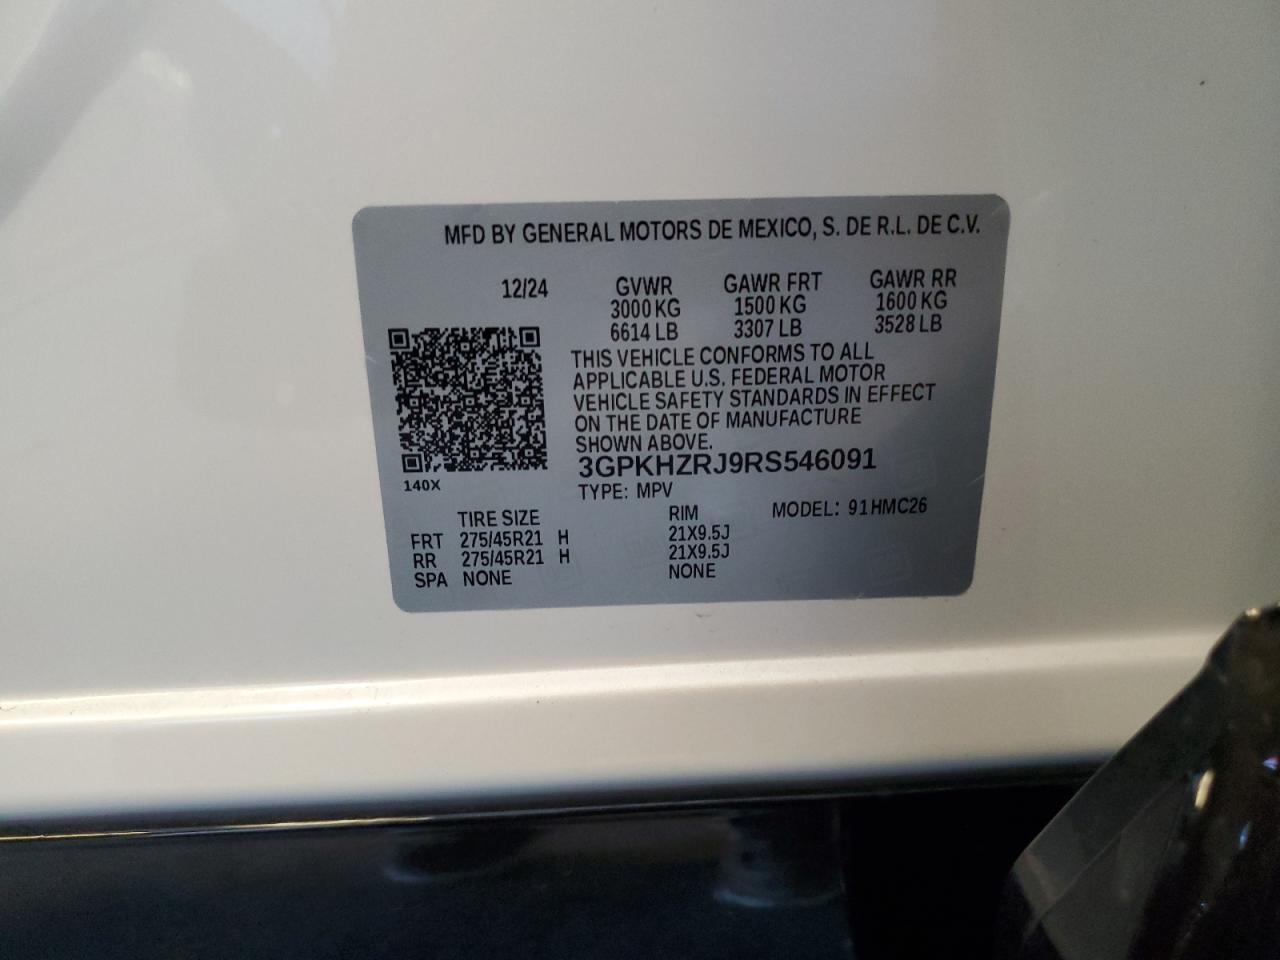 MFD BY GENERAL MOTORS DE MEXICO, S. DE R.L. DE C.V.
12/24 GVWR GAWR FRT GAWR RR
3000 KG 1500 KG 1600 KG
6614 LB 3307 LB 3528 LB
THIS VEHICLE CONFORMS TO ALL
APPLICABLE U.S. FEDERAL MOTOR
VEHICLE SAFETY STANDARDS IN EFFECT
ON THE DATE OF MANUFACTURE
SHOWN ABOVE.
3GPKHZRJ9RS546091
140X
TYPE: MPV
MODEL: 91HMC26
TIRE SIZE RIM
FRT 275/45R21 H 21X9.5J
RR 275/45R21 H 21X9.5J
SPA NONE NONE